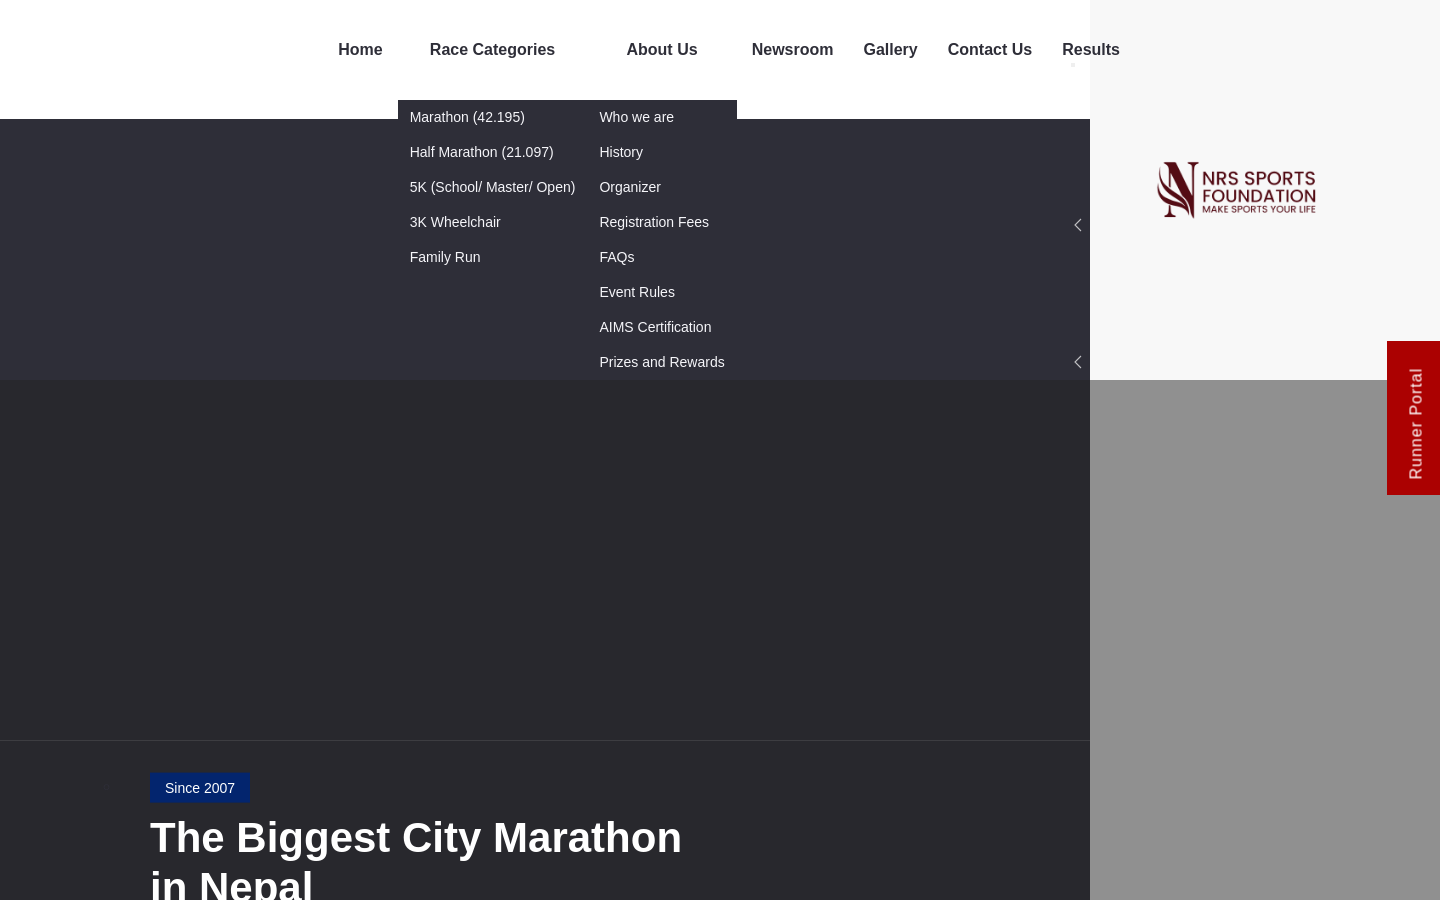 Home
Race Categories
About Us
Newsroom
Gallery
Contact Us
Results
Marathon (42.195)
Half Marathon (21.097)
5K (School/ Master/ Open)
3K Wheelchair
Family Run
Who we are
History
Organizer
Registration Fees
FAQs
Event Rules
AIMS Certification
Prizes and Rewards
NRS SPORTS
FOUNDATION
MAKE SPORTS YOUR LIFE
Runner Portal
Since 2007
The Biggest City Marathon
in Nepal